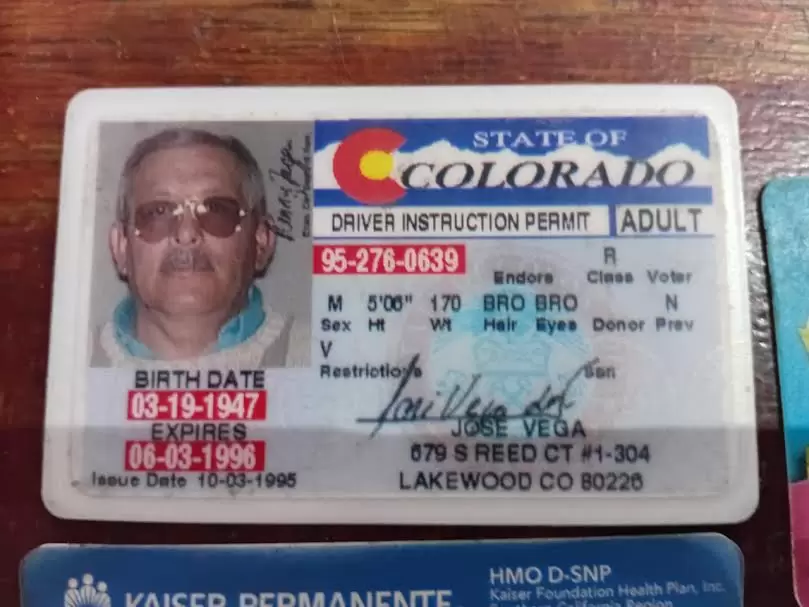 STATE OF
COLORADO
DRIVER INSTRUCTION PERMIT ADULT
95-276-0639
R
Endors Class Voter
M 5'06" 170 BRO BRO N
Sex Ht Wt Hair Eyes Donor Prev
V
Restrictions
BIRTH DATE
03-19-1947
EXPIRES
06-03-1996
Issue Date 10-03-1995
JOSE VEGA
679 S REED CT #1-304
LAKEWOOD CO 80226
KAISER PERMANENTE
HMO D-SNP
Kaiser Foundation Health Plan, Inc.
Southern California Region